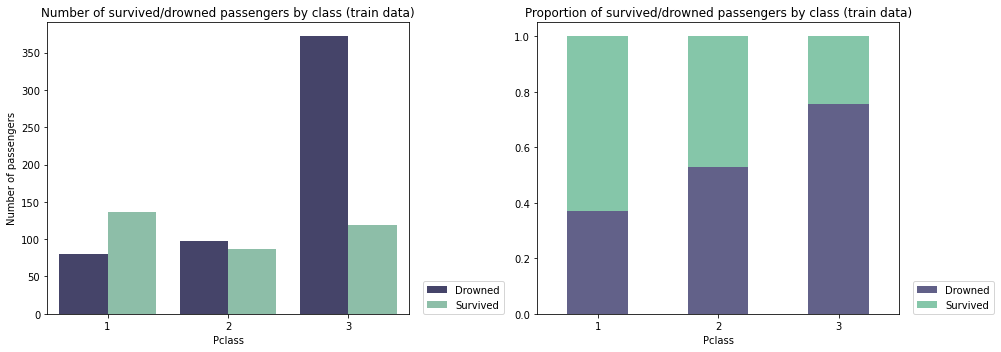 Number of survived/drowned passengers by class (train data)
Number of passengers
350
300
250
200
150
100
50
0
1 2 3
Pclass
Drowned
Survived
Proportion of survived/drowned passengers by class (train data)
1.0
0.8
0.6
0.4
0.2
0.0
1 2 3
Pclass
Drowned
Survived